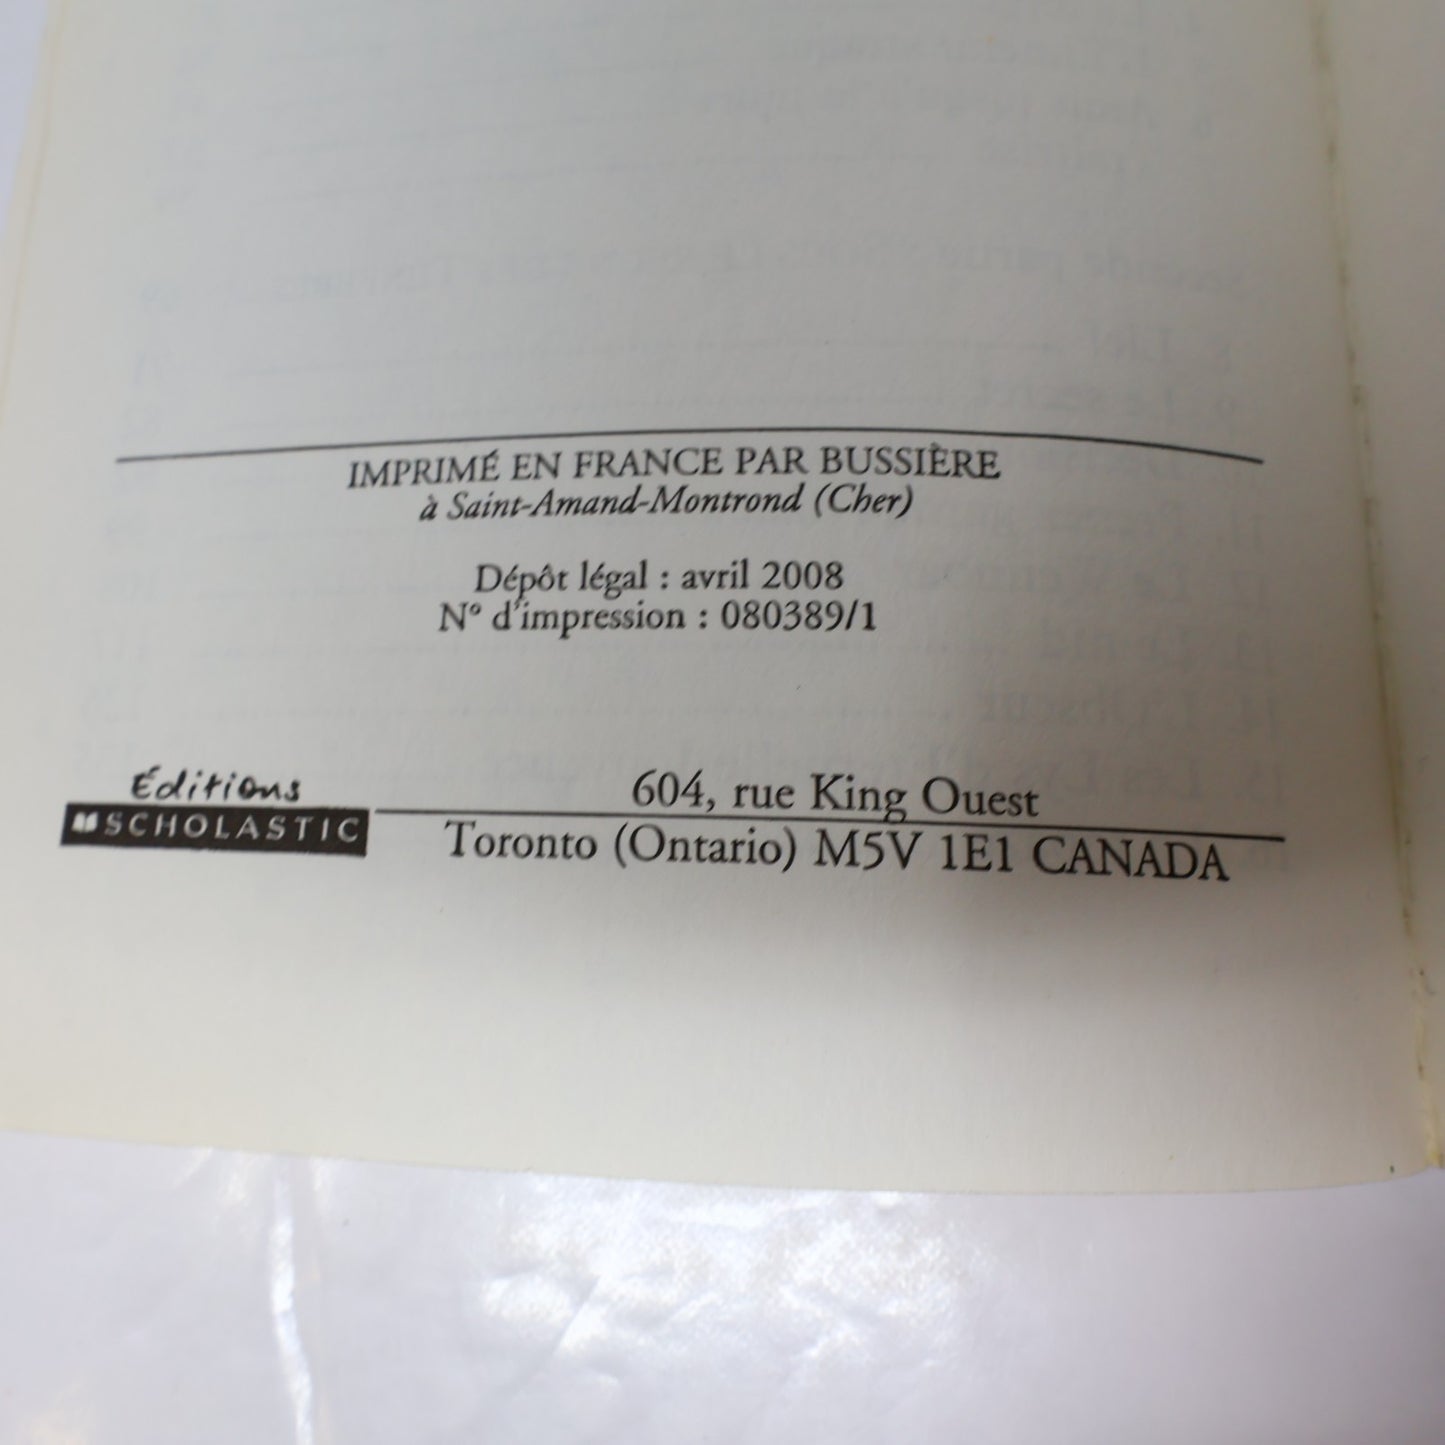 IMPRIMÉ EN FRANCE PAR BUSSIÈRE
à Saint-Amand-Montrond (Cher)
Dépôt légal : avril 2008
N° d'impression : 080389/1
Éditions
SCHOLASTIC
604, rue King Ouest
Toronto (Ontario) M5V 1E1 CANADA